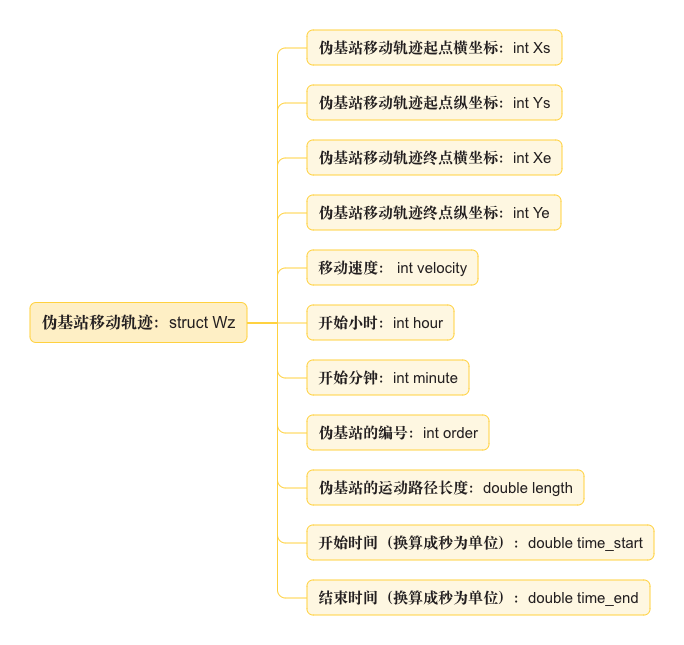 伪基站移动轨迹起点横坐标：int Xs
伪基站移动轨迹起点纵坐标：int Ys
伪基站移动轨迹终点横坐标：int Xe
伪基站移动轨迹终点纵坐标：int Ye
移动速度： int velocity
伪基站移动轨迹：struct Wz
开始小时：int hour
开始分钟：int minute
伪基站的编号：int order
伪基站的运动路径长度：double length
开始时间（换算成秒为单位）：double time_start
结束时间（换算成秒为单位）：double time_end